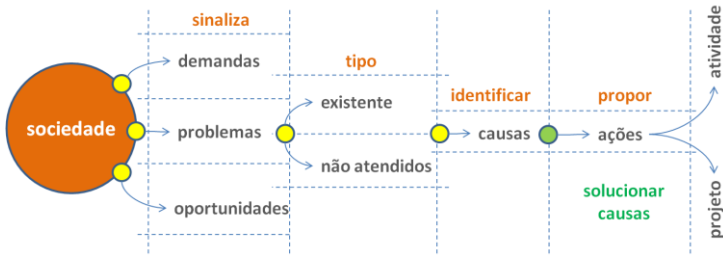 sociedade
sinaliza
demandas
problemas
oportunidades
tipo
existente
não atendidos
identificar
causas
propor
ações
solucionar
causas
atividade
projeto